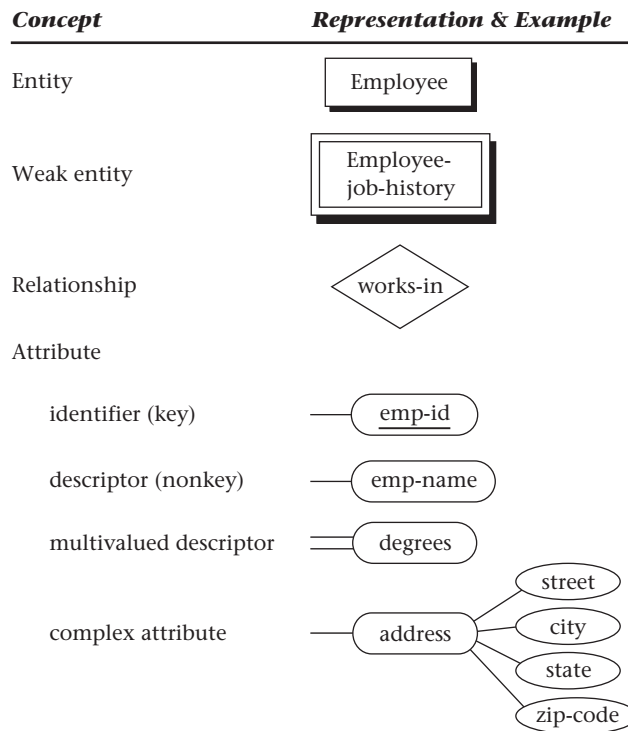 Concept Representation & Example
Entity Employee
Weak entity Employee-
job-history
Relationship works-in
Attribute
identifier (key) emp-id
descriptor (nonkey) emp-name
multivalued descriptor degrees
complex attribute address
street
city
state
zip-code